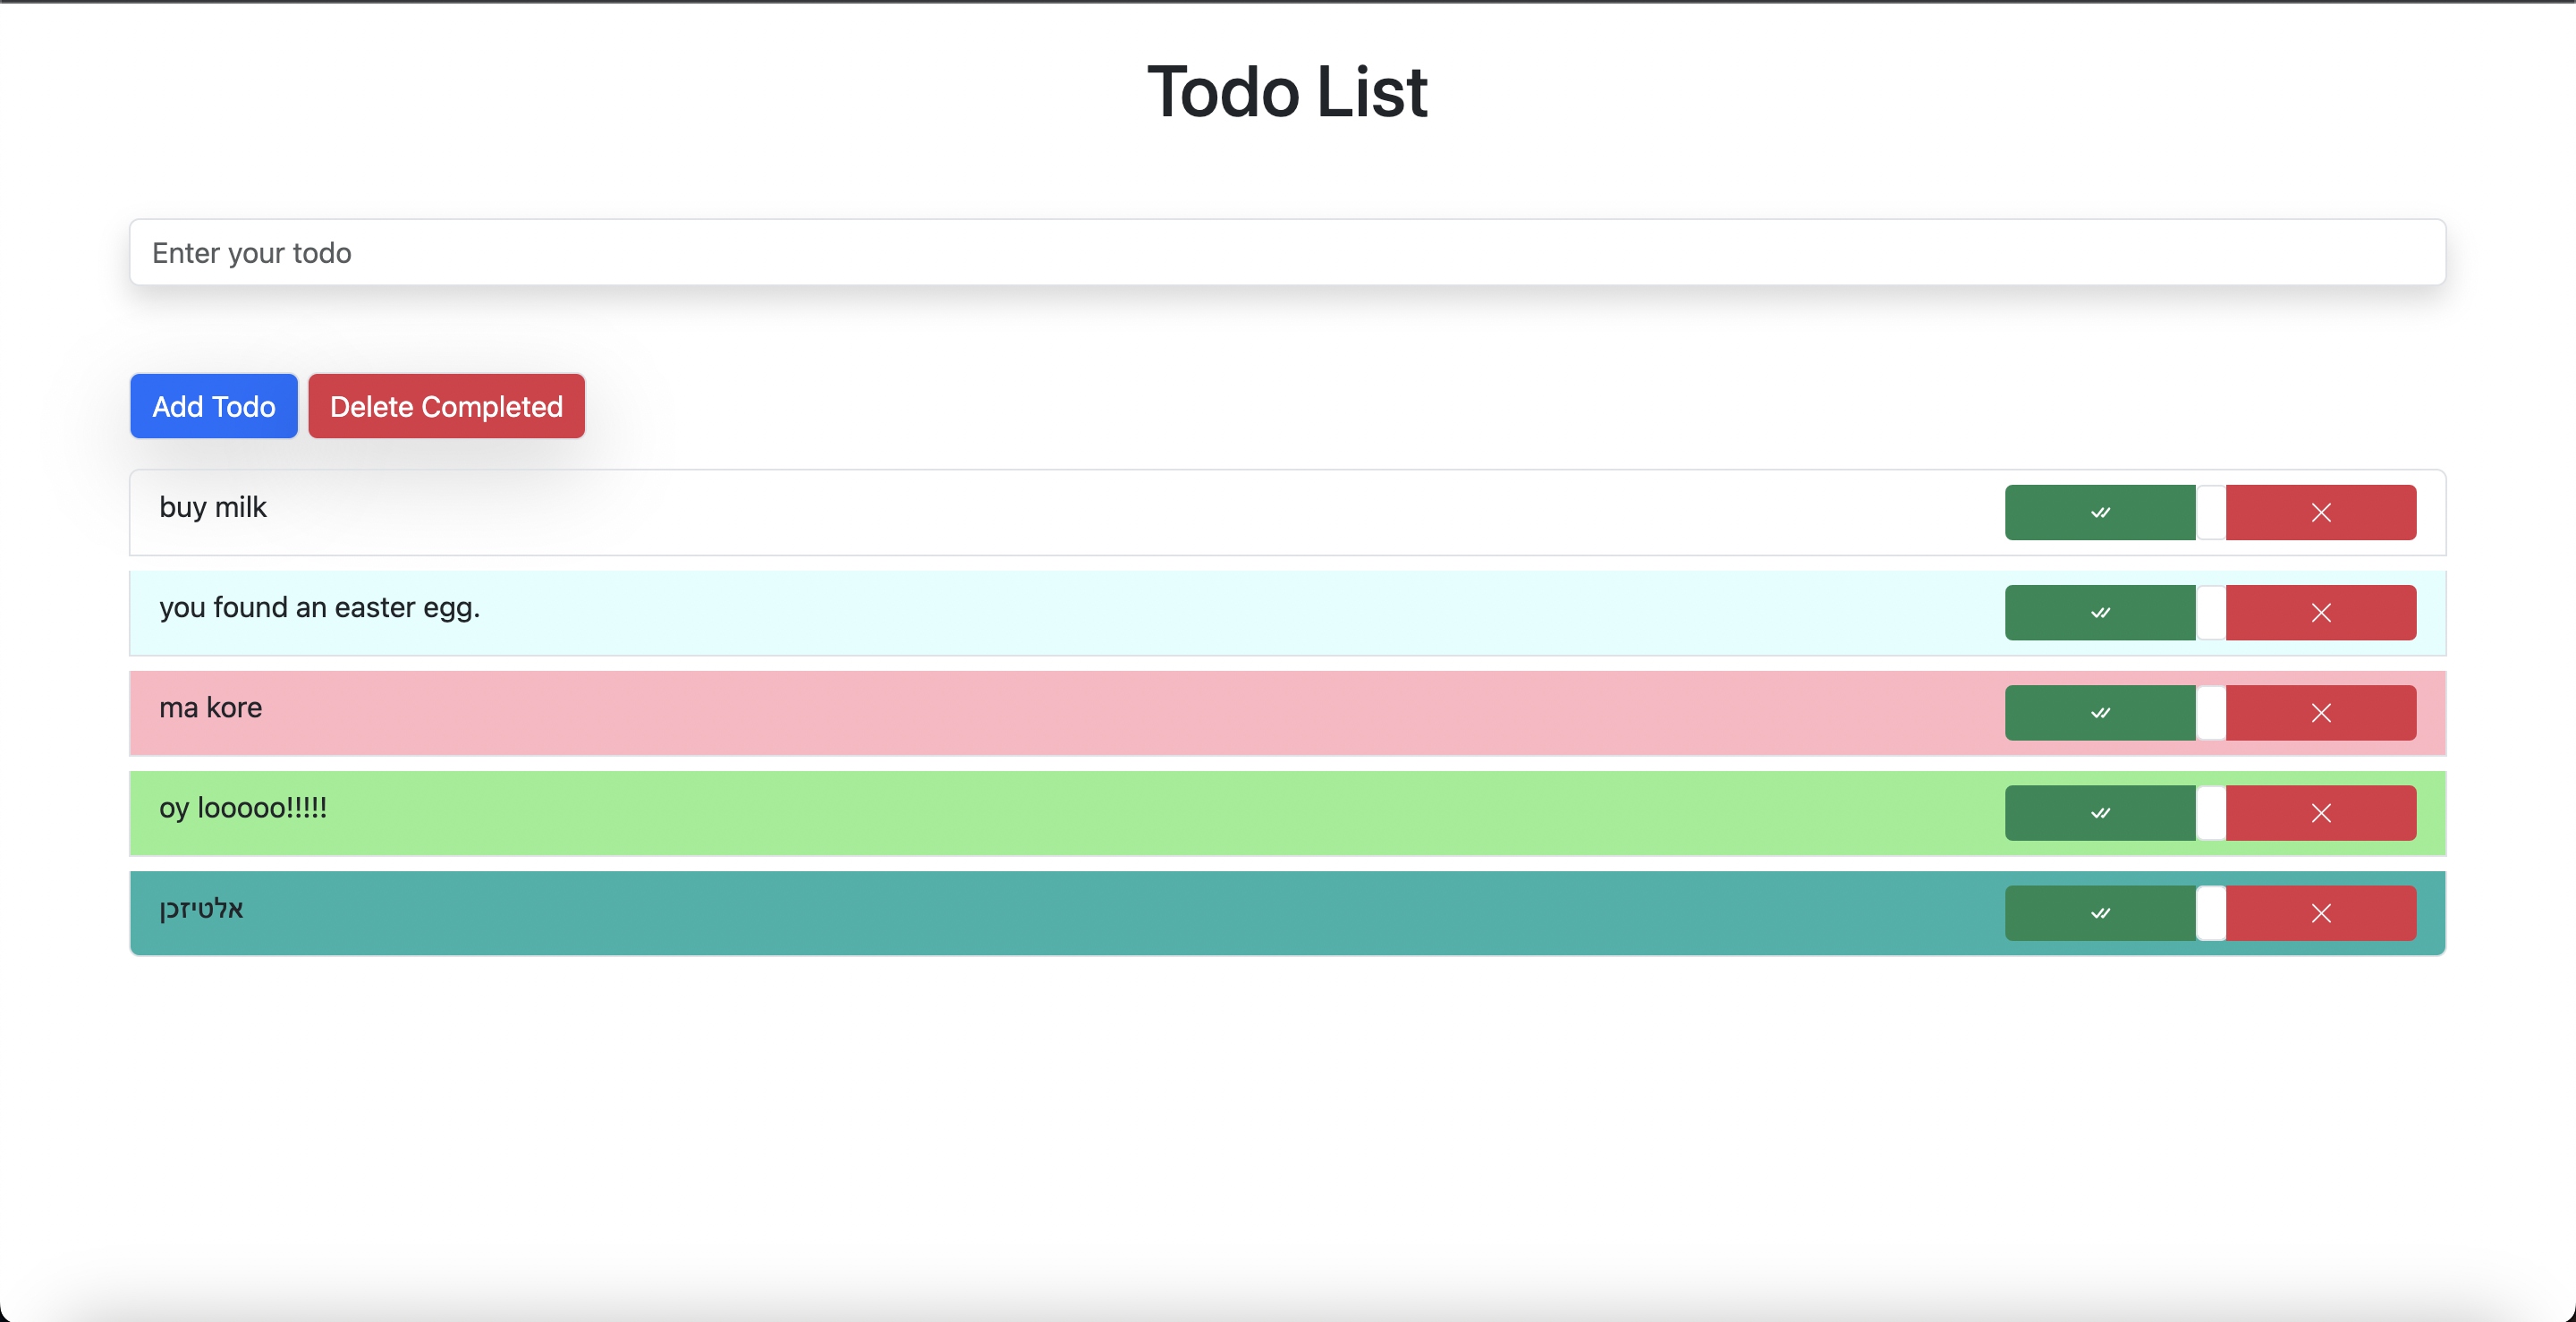 Todo List
Enter your todo
Add Todo
Delete Completed
buy milk
you found an easter egg.
ma kore
oy looooo!!!!!
אלטיזכן